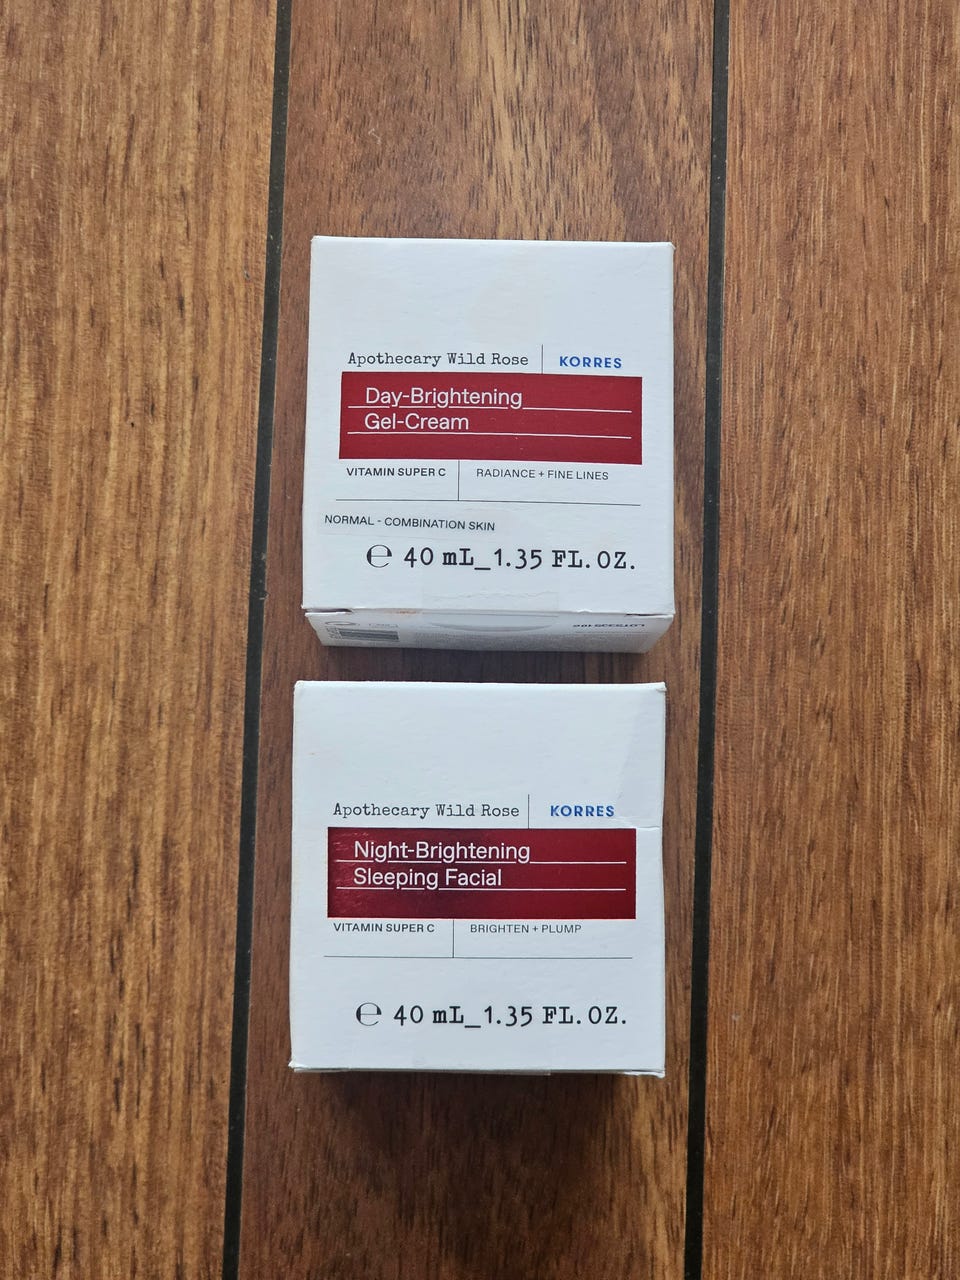 Apothecary Wild Rose KORRES
Day-Brightening
Gel-Cream
VITAMIN SUPER C RADIANCE + FINE LINES
NORMAL - COMBINATION SKIN
℮ 40 mL_1.35 FL.OZ.
Apothecary Wild Rose KORRES
Night-Brightening
Sleeping Facial
VITAMIN SUPER C BRIGHTEN + PLUMP
℮ 40 mL_1.35 FL.OZ.